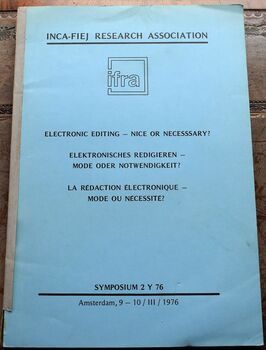 INCA-FIEJ RESEARCH ASSOCIATION
ifra
ELECTRONIC EDITING – NICE OR NECESSSARY?
ELEKTRONISCHES REDIGIEREN –
MODE ODER NOTWENDIGKEIT?
LA RÉDACTION ÉLECTRONIQUE –
MODE OU NÉCESSITÉ?
SYMPOSIUM 2 Y 76
Amsterdam, 9 – 10 / III / 1976